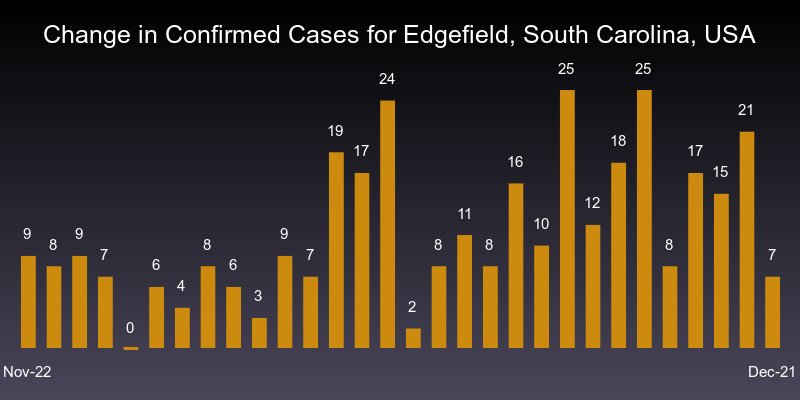 Change in Confirmed Cases for Edgefield, South Carolina, USA
9 8 9 7 0 6 4 8 6 3 9 7 19 17 24 2 8 11 8 16 10 25 12 18 25 8 17 15 21 7
Nov-22 Dec-21